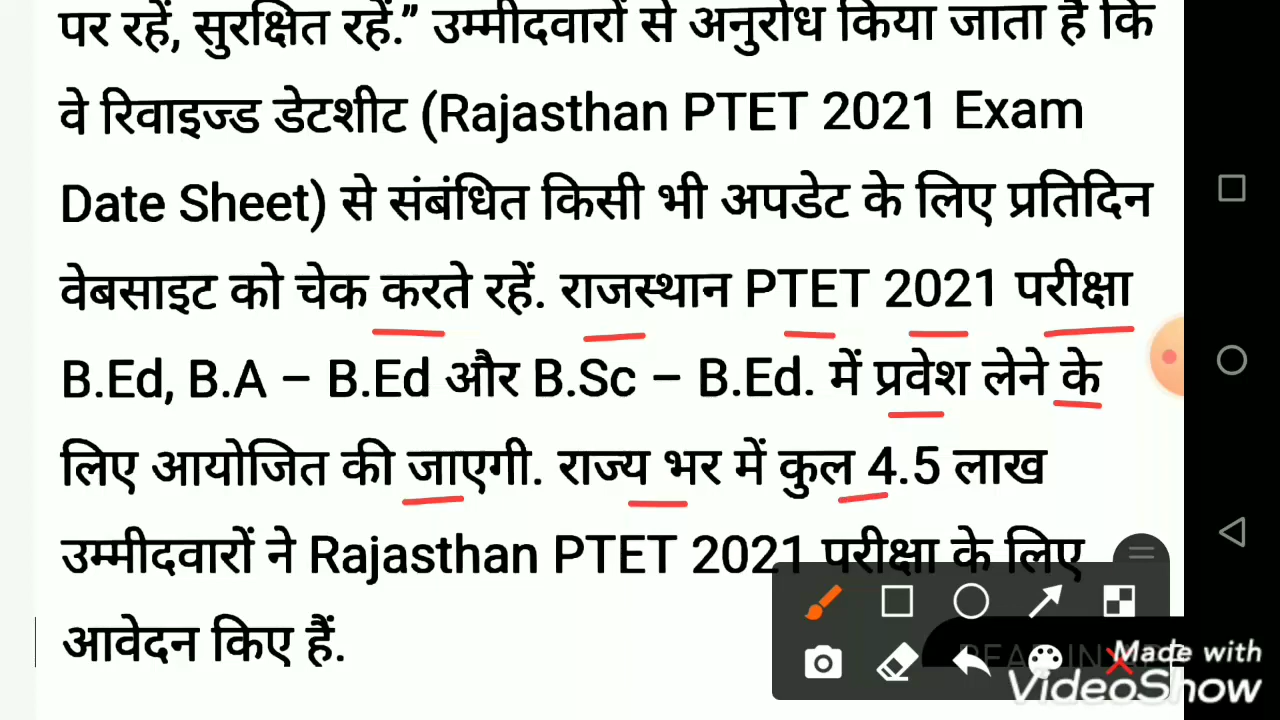 पर रहें, सुरक्षित रहें.” उम्मीदवारों से अनुरोध किया जाता है कि
वे रिवाइज्ड डेटशीट (Rajasthan PTET 2021 Exam
Date Sheet) से संबंधित किसी भी अपडेट के लिए प्रतिदिन
वेबसाइट को चेक करते रहें. राजस्थान PTET 2021 परीक्षा
B.Ed, B.A – B.Ed और B.Sc – B.Ed. में प्रवेश लेने के
लिए आयोजित की जाएगी. राज्य भर में कुल 4.5 लाख
उम्मीदवारों ने Rajasthan PTET 2021 परीक्षा के लिए
आवेदन किए हैं.
Made with
VideoShow